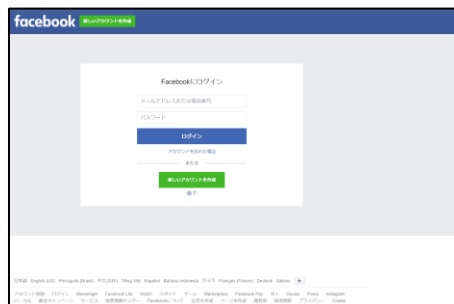 facebook 新しいアカウントを作成
Facebookにログイン
メールアドレスまたは電話番号
パスワード
ログイン
アカウントを忘れた場合
または
新しいアカウントを作成
後で
日本語 English (US) Português (Brasil) 中文(简体) Tiếng Việt Español Bahasa Indonesia 한국어 Français (France) Deutsch Italiano +
アカウント登録 ログイン Messenger Facebook Lite Watch スポット ゲーム Marketplace Facebook Pay 求人 Oculus Portal Instagram
ローカル 募金キャンペーン サービス 投票情報センター Facebookについて 広告を作成 ページを作成 開発者 採用情報 プライバシー Cookie